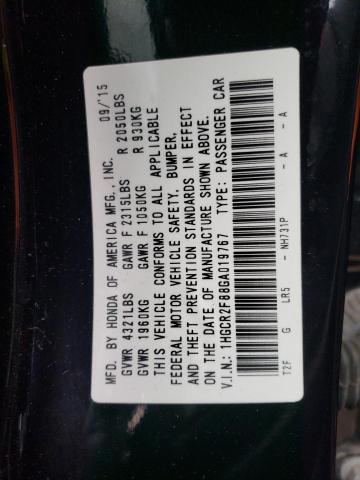 MFD. BY HONDA OF AMERICA MFG., INC. 09/'15
GVWR 4321LBS GAWR F 2315LBS R 2050LBS
GVWR 1960KG GAWR F 1050KG R 930KG
THIS VEHICLE CONFORMS TO ALL APPLICABLE
FEDERAL MOTOR VEHICLE SAFETY, BUMPER,
AND THEFT PREVENTION STANDARDS IN EFFECT
ON THE DATE OF MANUFACTURE SHOWN ABOVE.
V.I.N.: 1HGCR2F88GA019767 TYPE: PASSENGER CAR
T2F G LR5 - NH731P - A - A